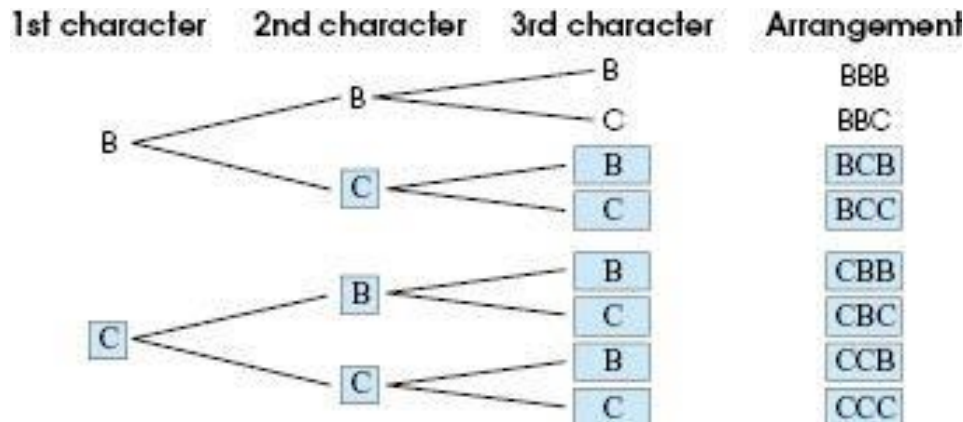 1st character 2nd character 3rd character Arrangement
B BBB
B
C BBC
B
B BCB
C
C BCC
B CBB
B
C CBC
C
B CCB
C
C CCC